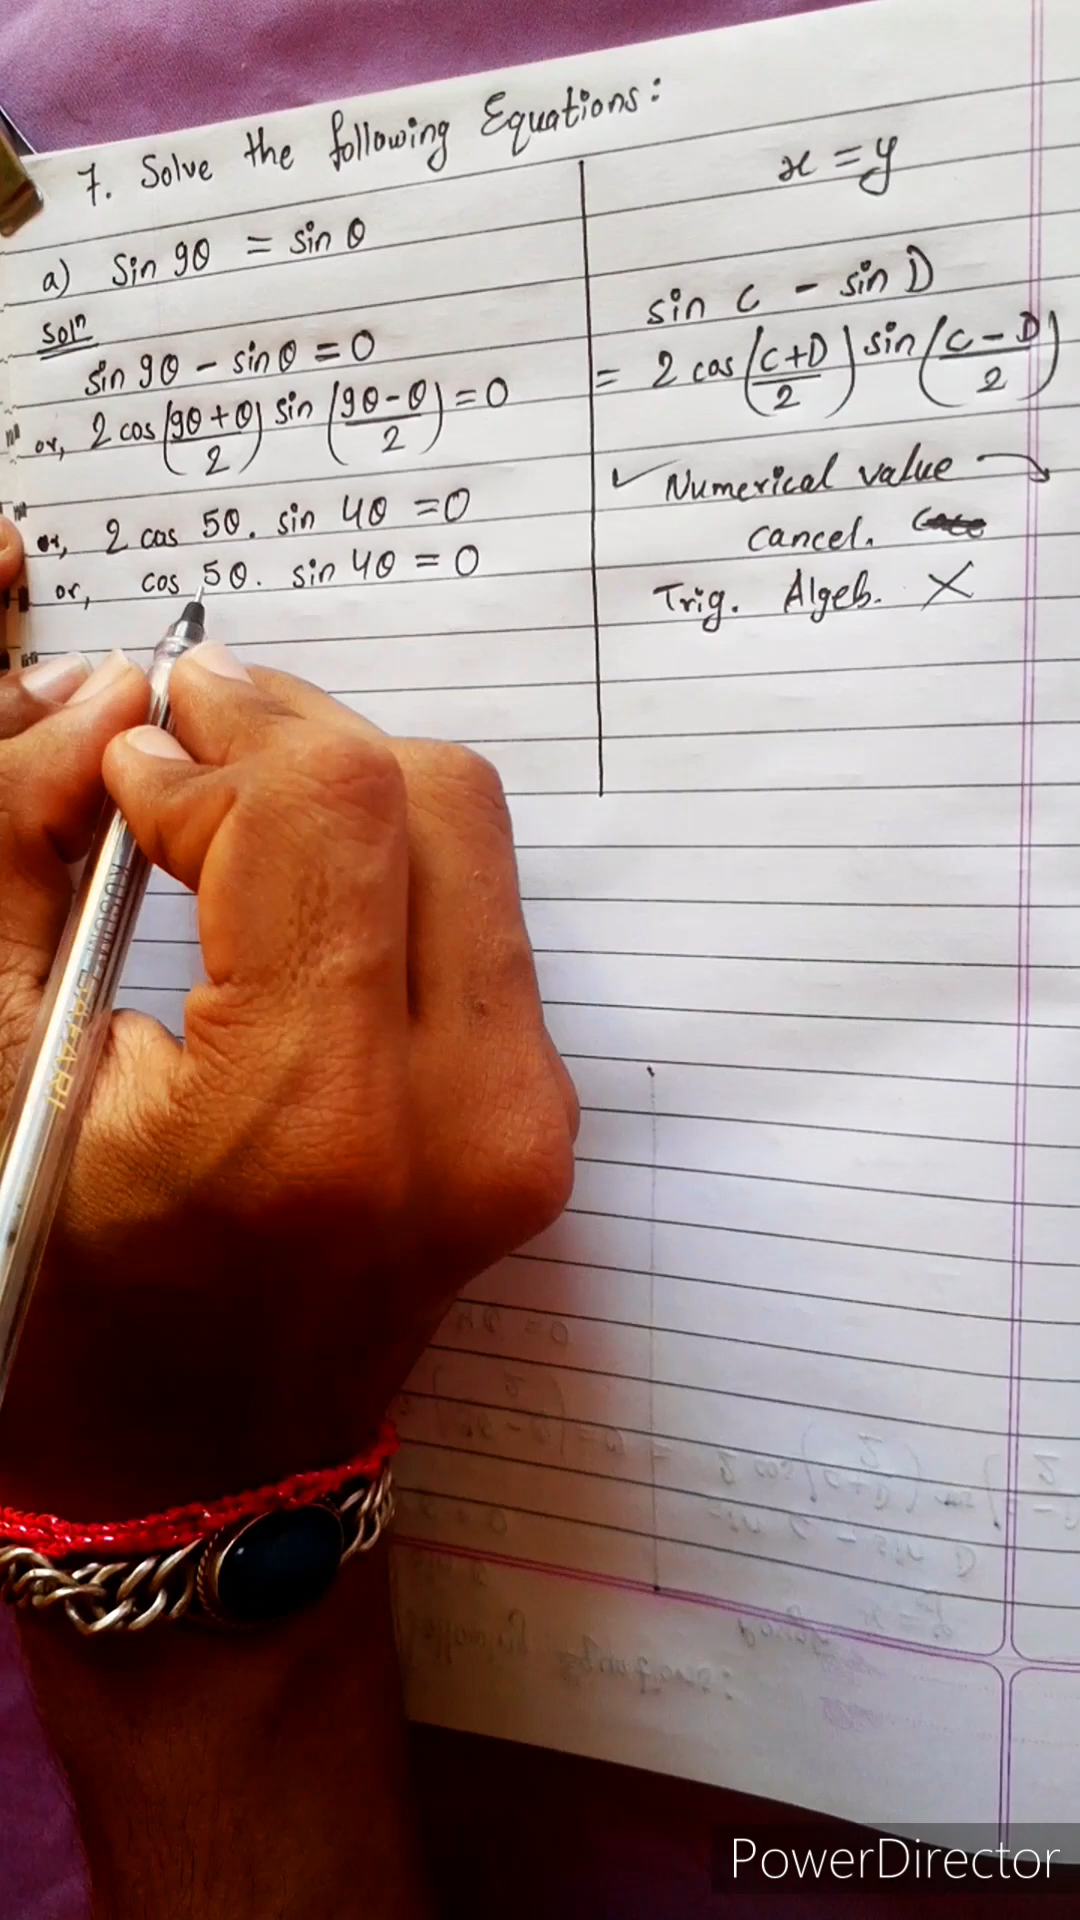 7. Solve the following Equations:
a) Sin 9θ = sin θ
Solⁿ
sin 9θ - sin θ = 0
or, 2 cos (9θ + θ / 2) sin (9θ - θ / 2) = 0
or, 2 cos 5θ. sin 4θ = 0
or, cos 5θ. sin 4θ = 0
x = y
sin C - sin D
= 2 cos (C + D / 2) sin (C - D / 2)
✓ Numerical value →
cancel.
Trig. Algeb. ✗
KUSUM SAFARI
PowerDirector